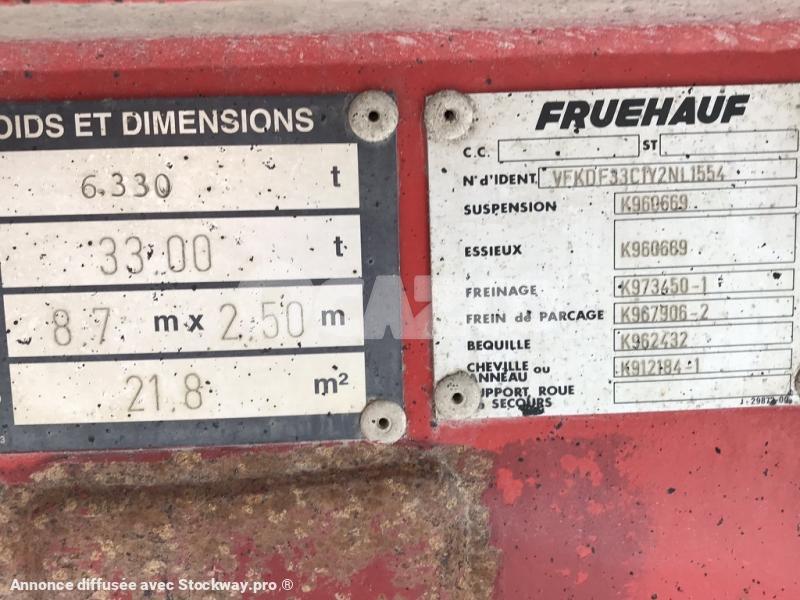 OIDS ET DIMENSIONS
6.330 t
33.00 t
8.7 m x 2.50 m
21.8 m²
FRUEHAUF
C.C. ST
N° d'IDENT.
SUSPENSION K960669
ESSIEUX K960669
FREINAGE K973450-1
FREIN de PARCAGE K967906-2
BEQUILLE K962432
CHEVILLE ou K912184-1
ANNEAU
SUPPORT ROUE
SECOURS
Annonce diffusée avec Stockway.pro ®